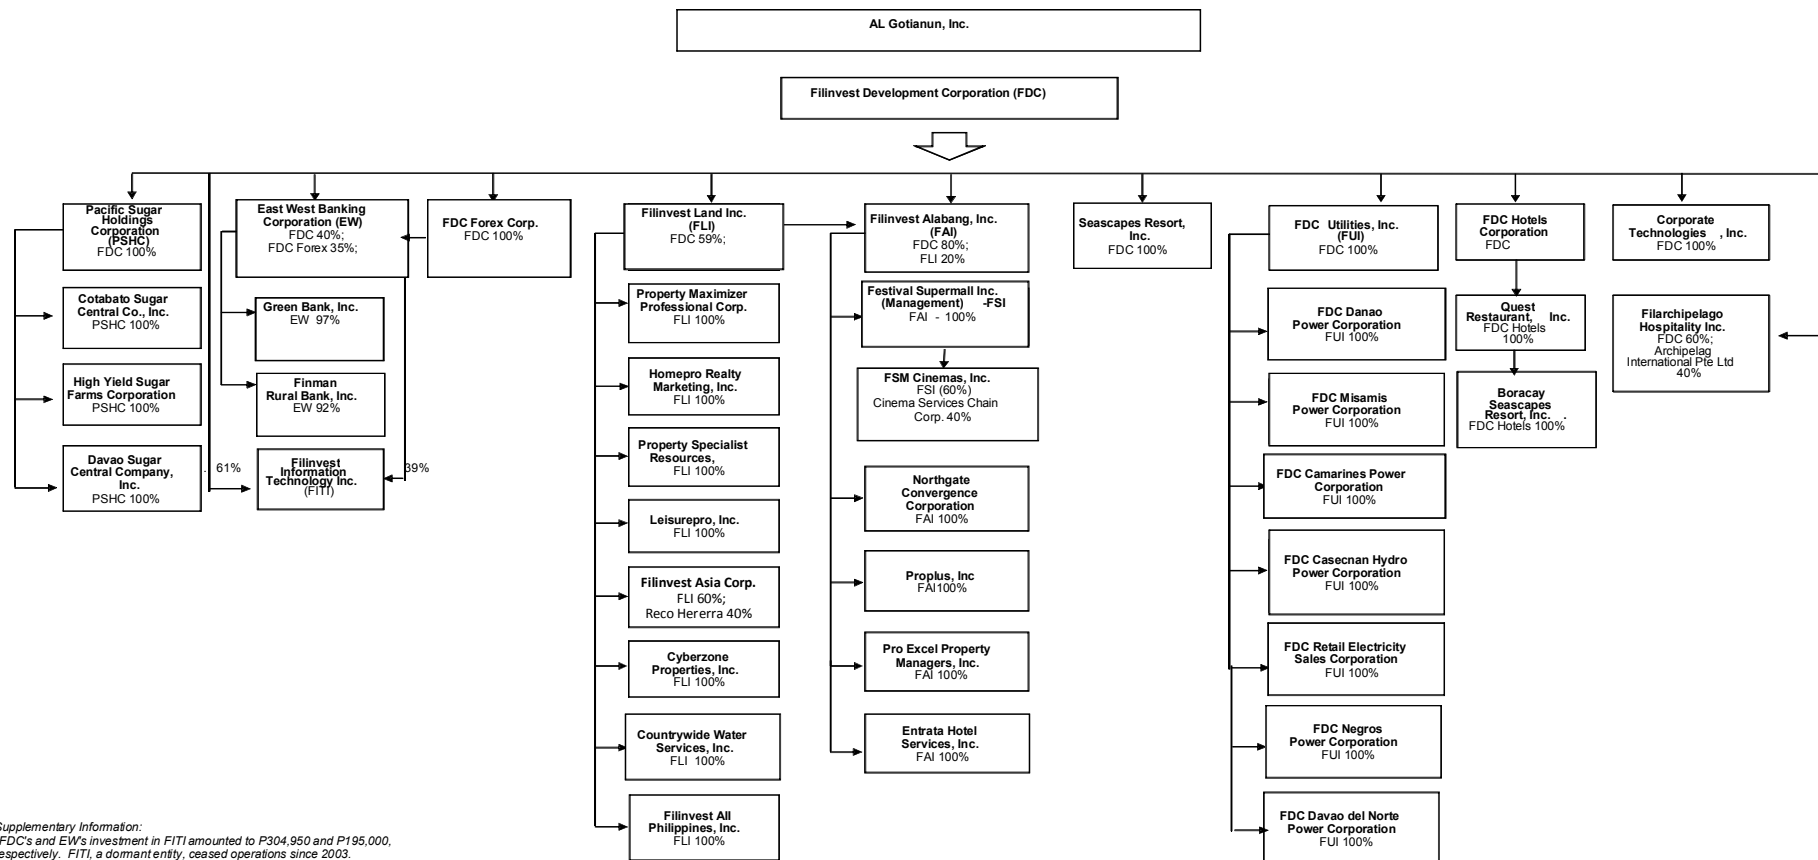 AL Gotianun, Inc.
Filinvest Development Corporation (FDC)
Pacific Sugar
Holdings
Corporation
(PSHC)
FDC 100%
Cotabato Sugar
Central Co., Inc.
PSHC 100%
High Yield Sugar
Farms Corporation
PSHC 100%
Davao Sugar
Central Company,
Inc.
PSHC 100%
East West Banking
Corporation (EW)
FDC 40%;
FDC Forex 35%;
Green Bank, Inc.
EW 97%
Finman
Rural Bank, Inc.
EW 92%
. 61%
Filinvest
Information
Technology Inc.
(FITI)
39%
FDC Forex Corp.
FDC 100%
Filinvest Land Inc.
(FLI)
FDC 59%;
Property Maximizer
Professional Corp.
FLI 100%
Homepro Realty
Marketing, Inc.
FLI 100%
Property Specialist
Resources,
FLI 100%
Leisurepro, Inc.
FLI 100%
Filinvest Asia Corp.
FLI 60%;
Reco Hererra 40%
Cyberzone
Properties, Inc.
FLI 100%
Countrywide Water
Services, Inc.
FLI 100%
Filinvest All
Philippines, Inc.
FLI 100%
Filinvest Alabang, Inc.
(FAI)
FDC 80%;
FLI 20%
Festival Supermall Inc.
(Management) -FSI
FAI - 100%
FSM Cinemas, Inc.
FSI (60%)
Cinema Services Chain
Corp. 40%
Northgate
Convergence
Corporation
FAI 100%
Proplus, Inc
FAI100%
Pro Excel Property
Managers, Inc.
FAI 100%
Entrata Hotel
Services, Inc.
FAI 100%
Seascapes Resort,
Inc.
FDC 100%
FDC Utilities, Inc.
(FUI)
FDC 100%
FDC Danao
Power Corporation
FUI 100%
FDC Misamis
Power Corporation
FUI 100%
FDC Camarines Power
Corporation
FUI 100%
FDC Casecnan Hydro
Power Corporation
FUI 100%
FDC Retail Electricity
Sales Corporation
FUI 100%
FDC Negros
Power Corporation
FUI 100%
FDC Davao del Norte
Power Corporation
FUI 100%
FDC Hotels
Corporation
FDC
Quest
Restaurant, Inc.
FDC Hotels
100%
Boracay
Seascapes
Resort, Inc. .
FDC Hotels 100%
Corporate
Technologies , Inc.
FDC 100%
Filarchipelago
Hospitality Inc.
FDC 60%;
Archipelag
International Pte Ltd
40%
Supplementary Information:
FDC's and EW's investment in FITI amounted to P304,950 and P195,000,
respectively. FITI, a dormant entity, ceased operations since 2003.